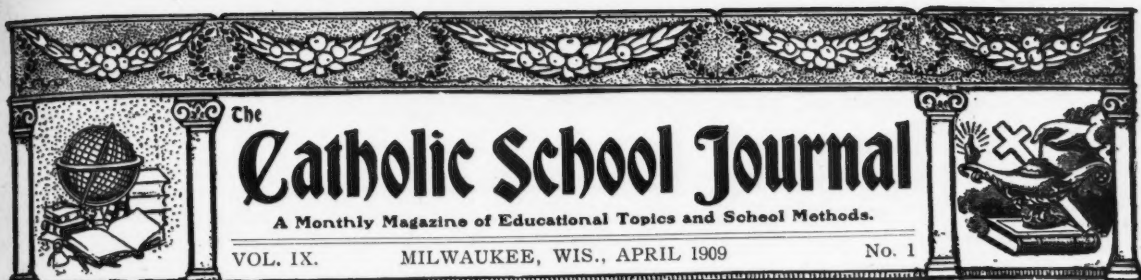 The
Catholic School Journal
A Monthly Magazine of Educational Topics and School Methods.
VOL. IX. MILWAUKEE, WIS., APRIL 1909 No. 1